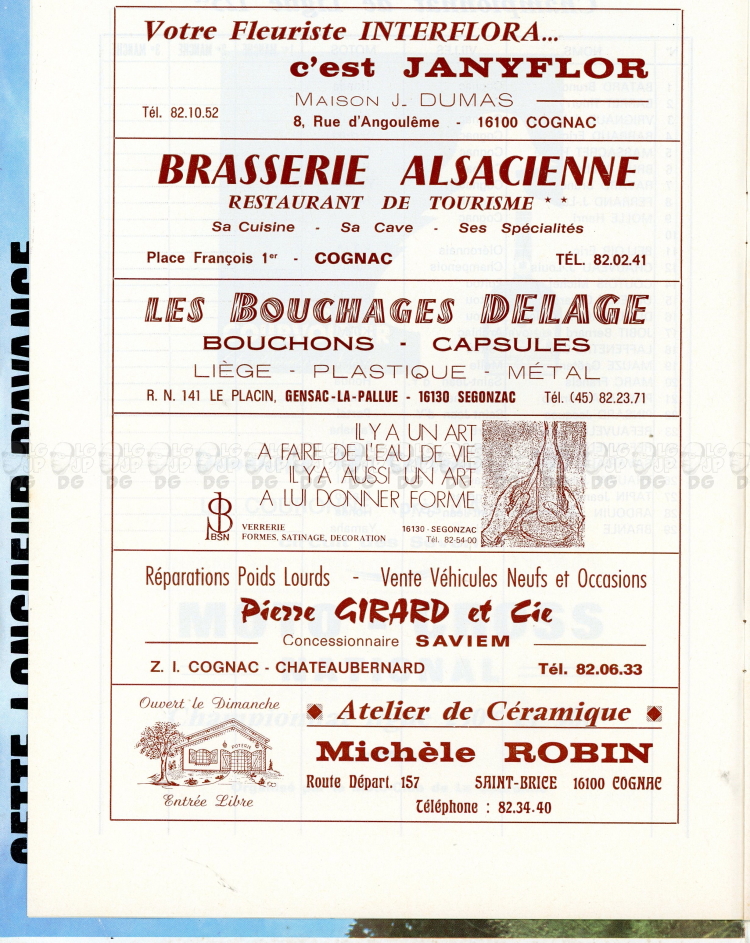 Votre Fleuriste INTERFLORA...
c'est JANYFLOR
MAISON J. DUMAS
Tél. 82.10.52
8, Rue d'Angoulême - 16100 COGNAC
BRASSERIE ALSACIENNE
RESTAURANT DE TOURISME * *
Sa Cuisine - Sa Cave - Ses Spécialités
Place François 1er - COGNAC TÉL. 82.02.41
LES BOUCHAGES DELAGE
BOUCHONS - CAPSULES
LIÈGE - PLASTIQUE - MÉTAL
R. N. 141 LE PLACIN, GENSAC-LA-PALLUE - 16130 SEGONZAC Tél. (45) 82.23.71
IL Y A UN ART
A FAIRE DE L'EAU DE VIE
IL Y A AUSSI UN ART
A LUI DONNER FORME
BSN
VERRERIE
FORMES, SATINAGE, DECORATION
16130 - SEGONZAC
Tél. 82-54-00
Réparations Poids Lourds - Vente Véhicules Neufs et Occasions
Pierre GIRARD et Cie
Concessionnaire SAVIEM
Z. I. COGNAC - CHATEAUBERNARD Tél. 82.06.33
Ouvert le Dimanche
POTERIE
Entrée Libre
Atelier de Céramique
Michèle ROBIN
Route Départ. 157 SAINT-BRICE 16100 COGNAC
Téléphone : 82.34.40
CETTE LONGUEUR D'AVANCE